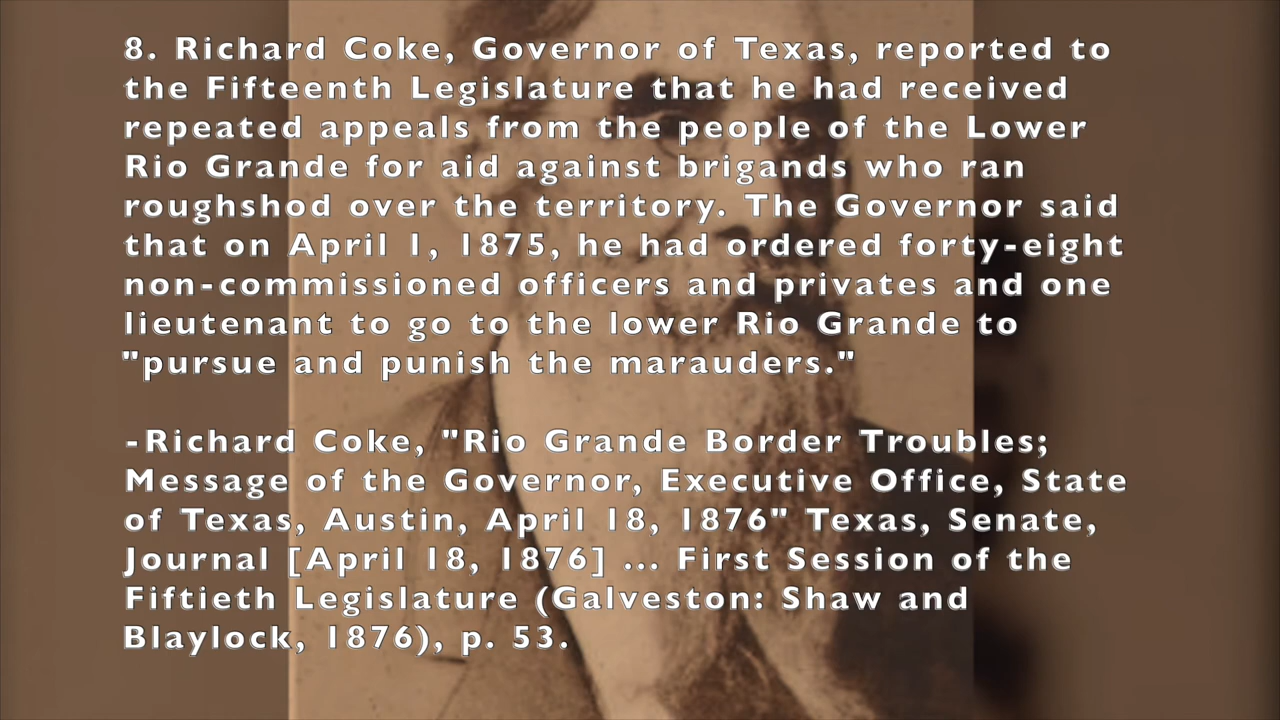 8. Richard Coke, Governor of Texas, reported to
the Fifteenth Legislature that he had received
repeated appeals from the people of the Lower
Rio Grande for aid against brigands who ran
roughshod over the territory. The Governor said
that on April 1, 1875, he had ordered forty-eight
non-commissioned officers and privates and one
lieutenant to go to the lower Rio Grande to
"pursue and punish the marauders."
-Richard Coke, "Rio Grande Border Troubles;
Message of the Governor, Executive Office, State
of Texas, Austin, April 18, 1876" Texas, Senate,
Journal [April 18, 1876] ... First Session of the
Fiftieth Legislature (Galveston: Shaw and
Blaylock, 1876), p. 53.